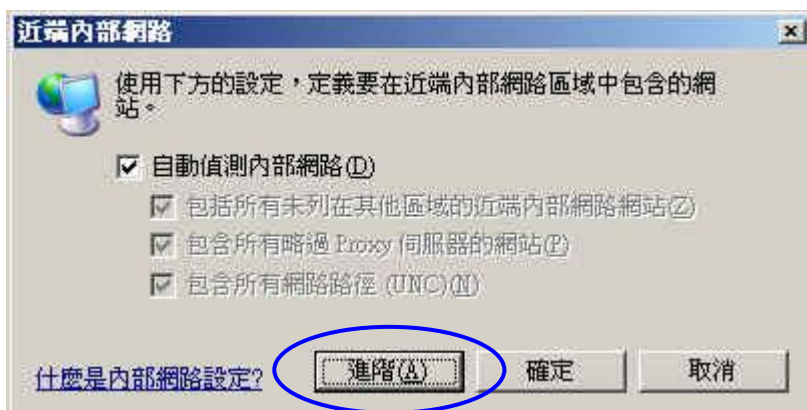 近端內部網路
使用下方的設定，定義要在近端內部網路區域中包含的網
站。
自動偵測內部網路(D)
包括所有未列在其他區域的近端內部網路網站(Z)
包含所有略過 Proxy 伺服器的網站(P)
包含所有網路路徑 (UNC)(N)
什麼是內部網路設定? 進階(A) 確定 取消